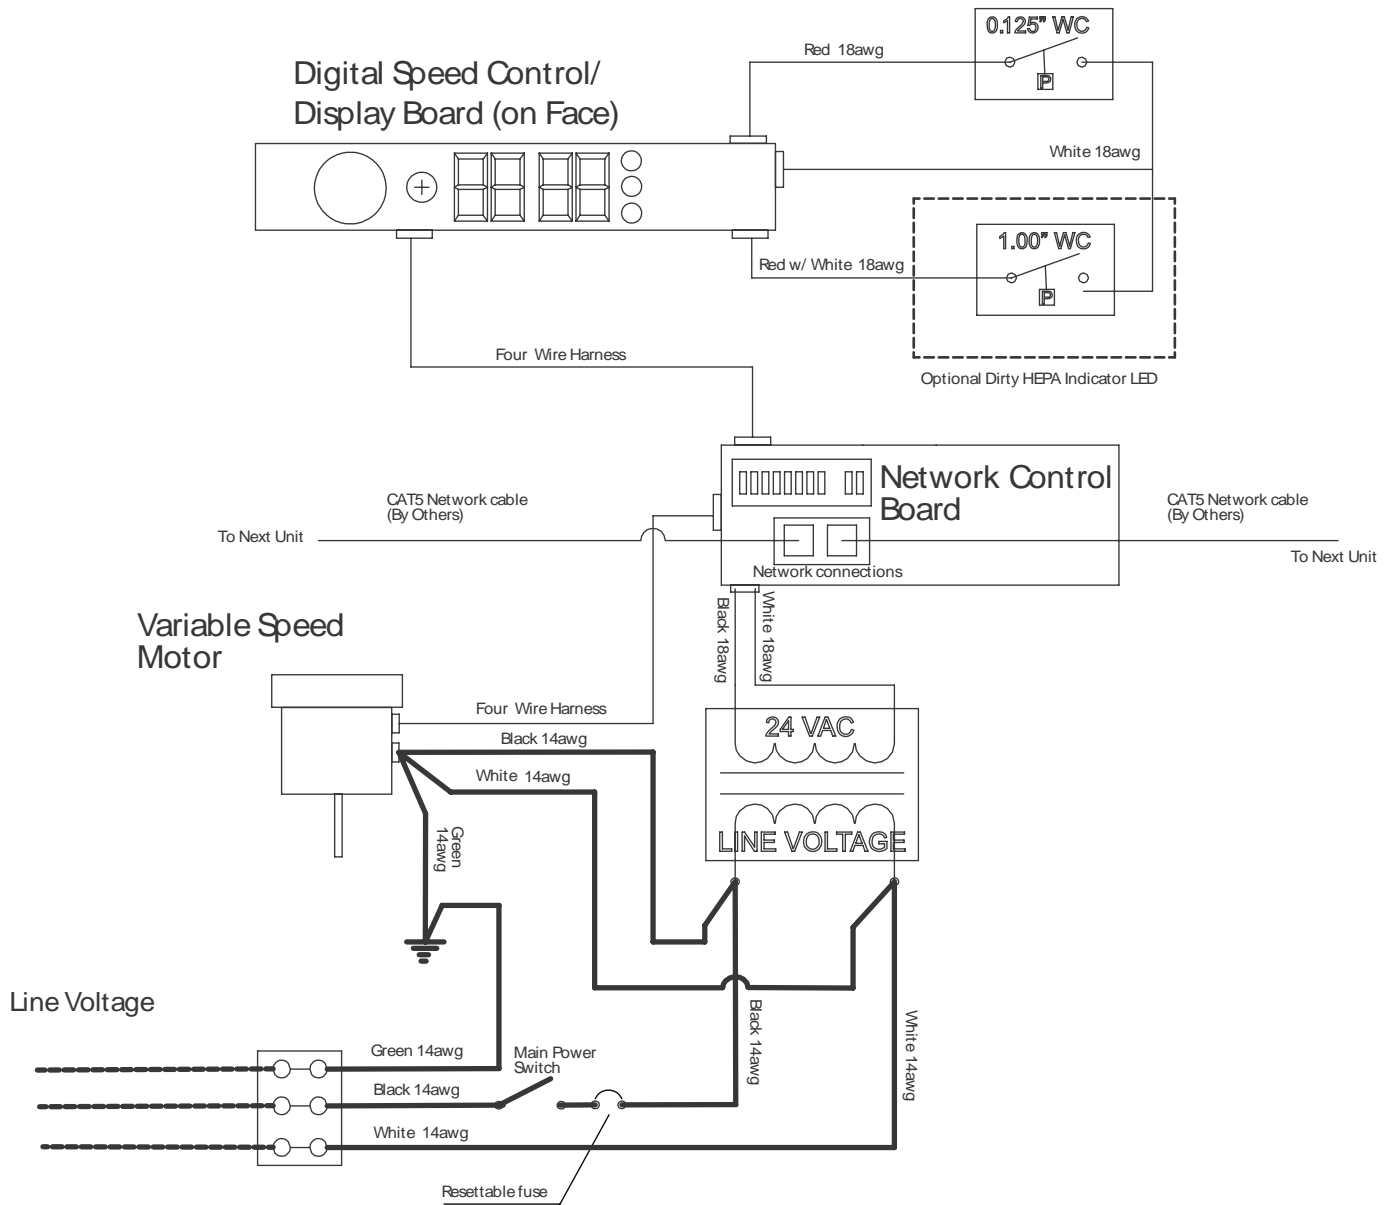 0.125" WC
Red 18awg
P
Digital Speed Control/
Display Board (on Face)
White 18awg
1.00" WC
Red w/ White 18awg
P
Four Wire Harness
Optional Dirty HEPA Indicator LED
Network Control
Board
CAT5 Network cable
(By Others)
CAT5 Network cable
(By Others)
To Next Unit
To Next Unit
Network connections
Black 18awg
White 18awg
Variable Speed
Motor
Four Wire Harness
24 VAC
Black 14awg
White 14awg
Green
14awg
LINE VOLTAGE
Line Voltage
Black 14awg
White 14awg
Green 14awg
Main Power
Switch
Black 14awg
White 14awg
Resettable fuse